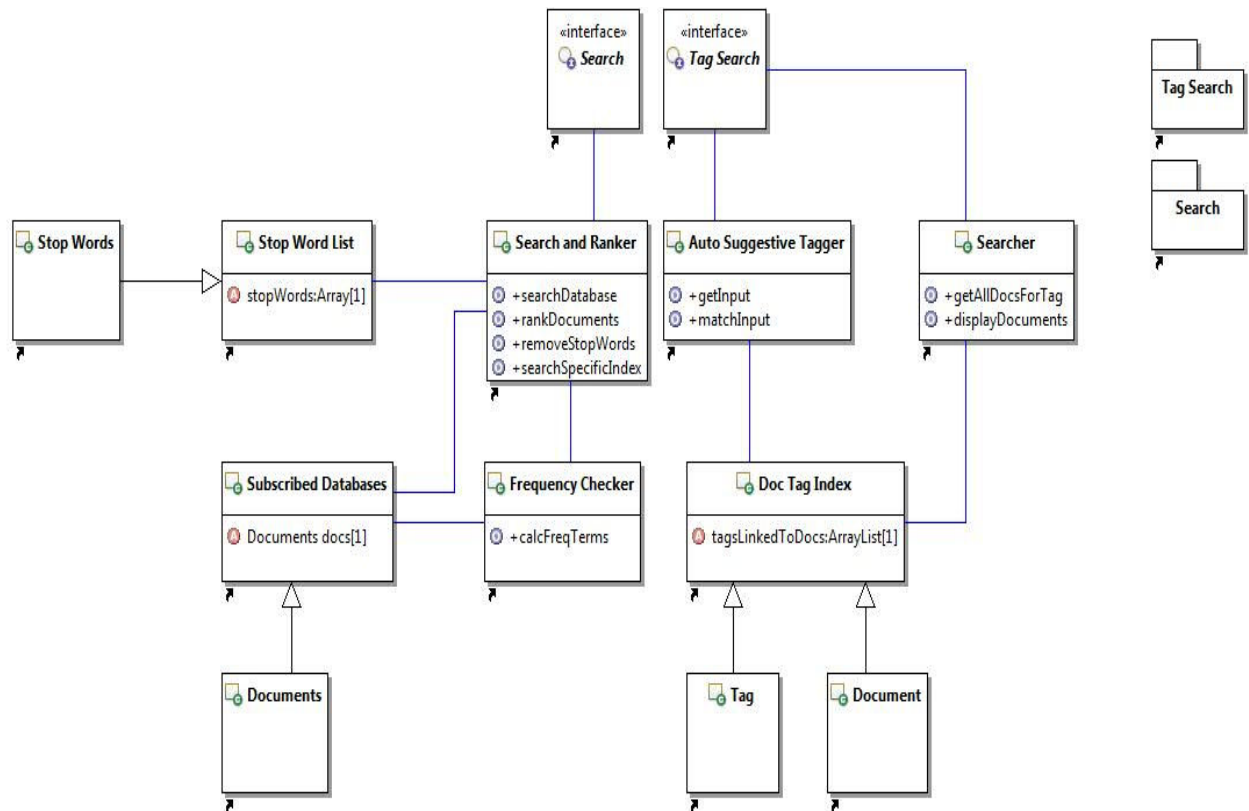 «interface»
Search
«interface»
Tag Search
Tag Search
Search
Stop Words
Stop Word List
stopWords:Array[1]
Search and Ranker
+searchDatabase
+rankDocuments
+removeStopWords
+searchSpecificIndex
Auto Suggestive Tagger
+getInput
+matchInput
Searcher
+getAllDocsForTag
+displayDocuments
Subscribed Databases
Documents docs[1]
Frequency Checker
+calcFreqTerms
Doc Tag Index
tagsLinkedToDocs:ArrayList[1]
Documents
Tag
Document